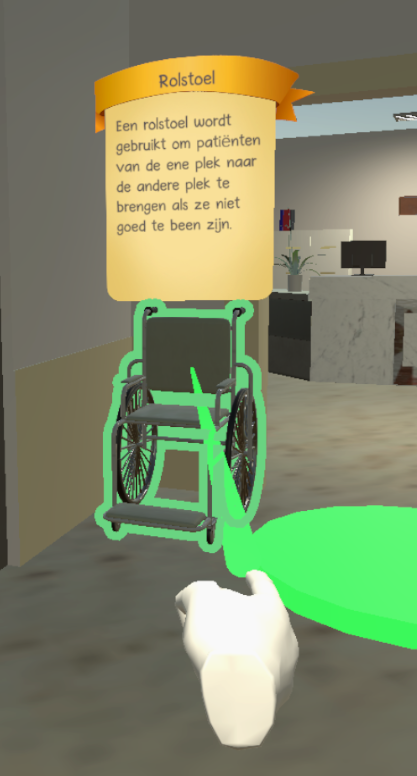 Rolstoel
Een rolstoel wordt
gebruikt om patiënten
van de ene plek naar
de andere plek te
brengen als ze niet
goed te been zijn.